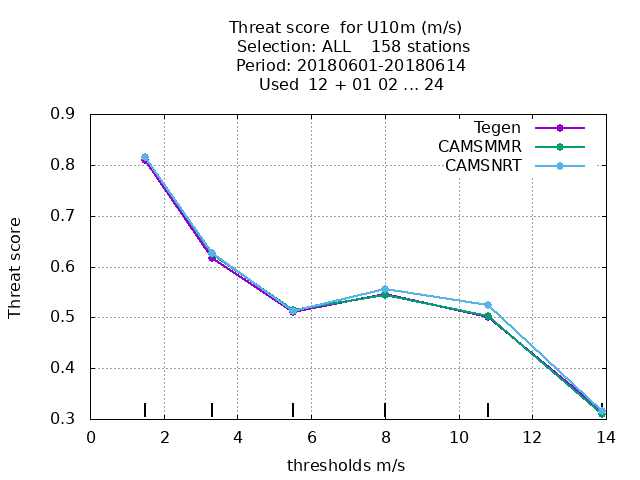 Threat score  for U10m (m/s)
Selection: ALL    158 stations
Period: 20180601-20180614
Used  12 + 01 02 ... 24
Tegen
CAMSMMR
CAMSNRT
Threat score
0.9
0.8
0.7
0.6
0.5
0.4
0.3
0 2 4 6 8 10 12 14
thresholds m/s